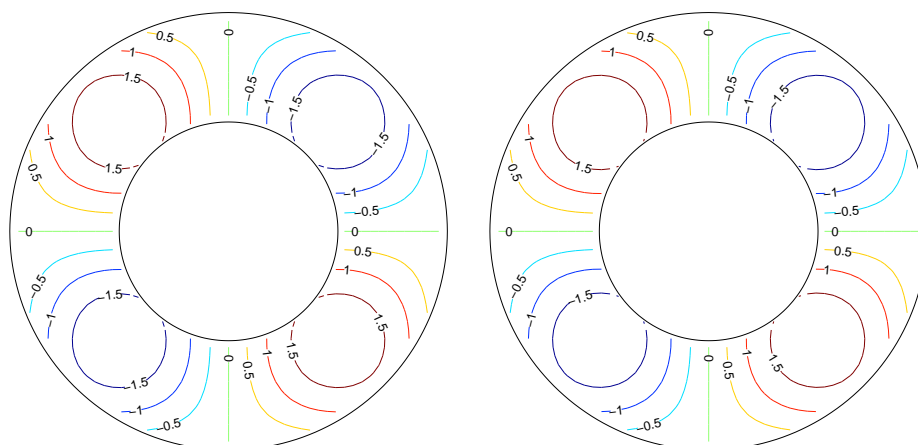 0.5 0 −0.5 0.5 0 −0.5
1 −1 1 −1
1.5 −1.5 1.5 −1.5
1 −1.5 1
1.5 1.5
0.5 −1 0.5 −1
−0.5 −0.5
0 0 0 0
0.5 0.5
−0.5 1 −0.5 1
−1.5 −1.5
−1 1.5 −1
1.5
0 1 0 1
0.5 1.5 0.5
−1.5
−1 −1
−0.5 −0.5